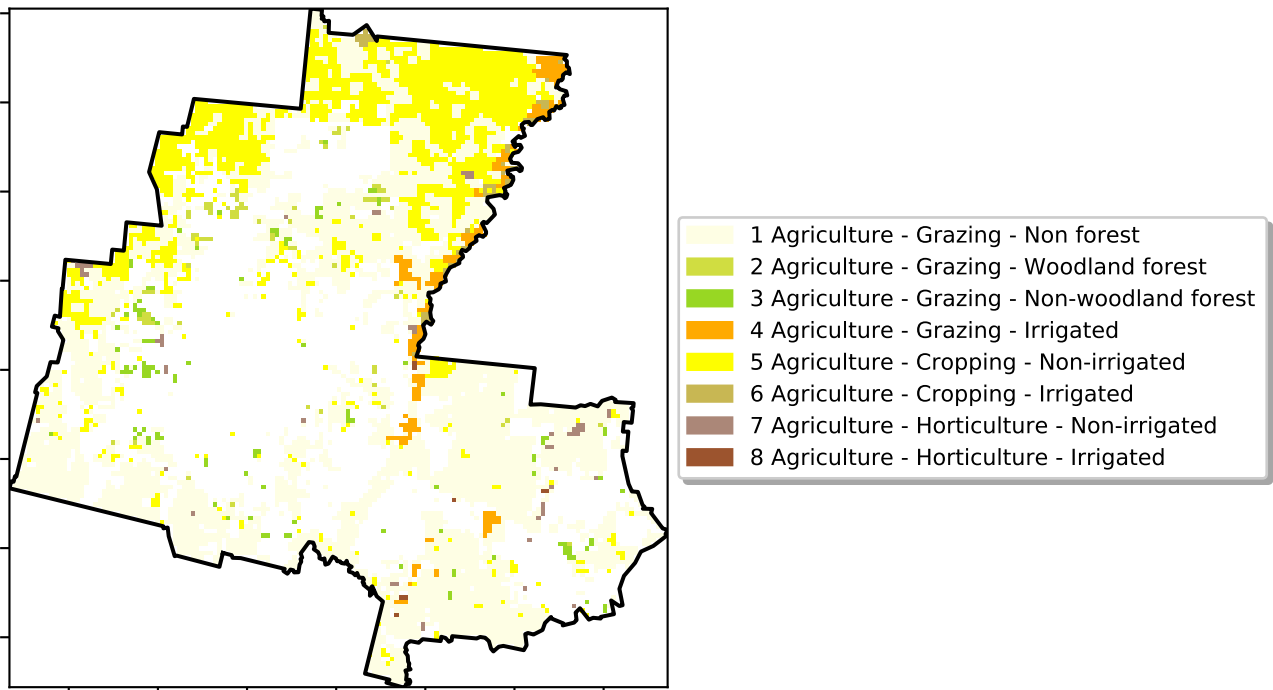 1 Agriculture - Grazing - Non forest
2 Agriculture - Grazing - Woodland forest
3 Agriculture - Grazing - Non-woodland forest
4 Agriculture - Grazing - Irrigated
5 Agriculture - Cropping - Non-irrigated
6 Agriculture - Cropping - Irrigated
7 Agriculture - Horticulture - Non-irrigated
8 Agriculture - Horticulture - Irrigated